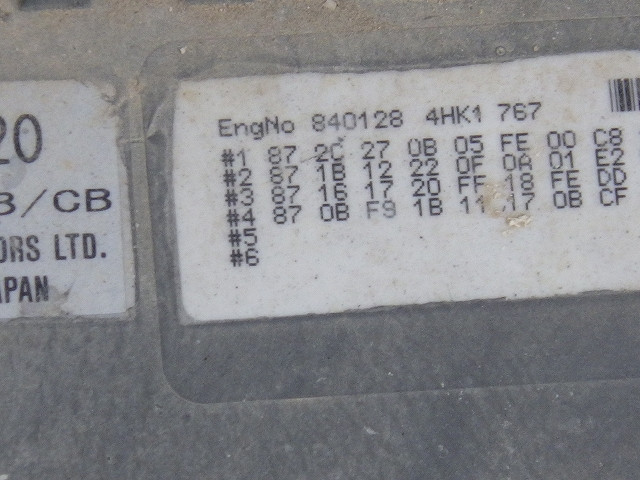 20
B/CB
ORS LTD.
APAN
EngNo 840128 4HK1 767
#1 87 2C 27 0B 05 FE 00 C8
#2 87 1B 12 22 0F 0A 01 E2
#3 87 16 17 20 FF 18 FE DD
#4 87 0B F9 1B 11 17 0B CF
#5
#6